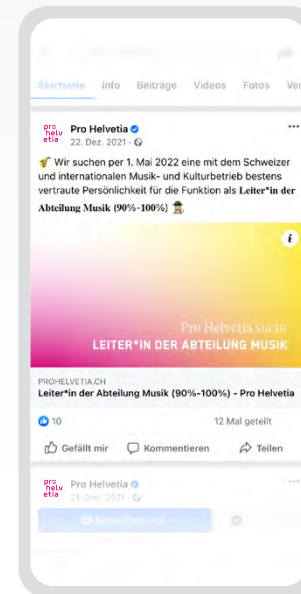 Startseite Info Beiträge Videos Fotos Ver
pro helv etia
Pro Helvetia
22. Dez. 2021
Wir suchen per 1. Mai 2022 eine mit dem Schweizer
und internationalen Musik- und Kulturbetrieb bestens
vertraute Persönlichkeit für die Funktion als Leiter*in der
Abteilung Musik (90%-100%)
Pro Helvetia sucht
LEITER*IN DER ABTEILUNG MUSIK
PROHELVETIA.CH
Leiter*in der Abteilung Musik (90%-100%) - Pro Helvetia
10 12 Mal geteilt
Gefällt mir Kommentieren Teilen
pro helv etia
Pro Helvetia
21. Dez. 2021